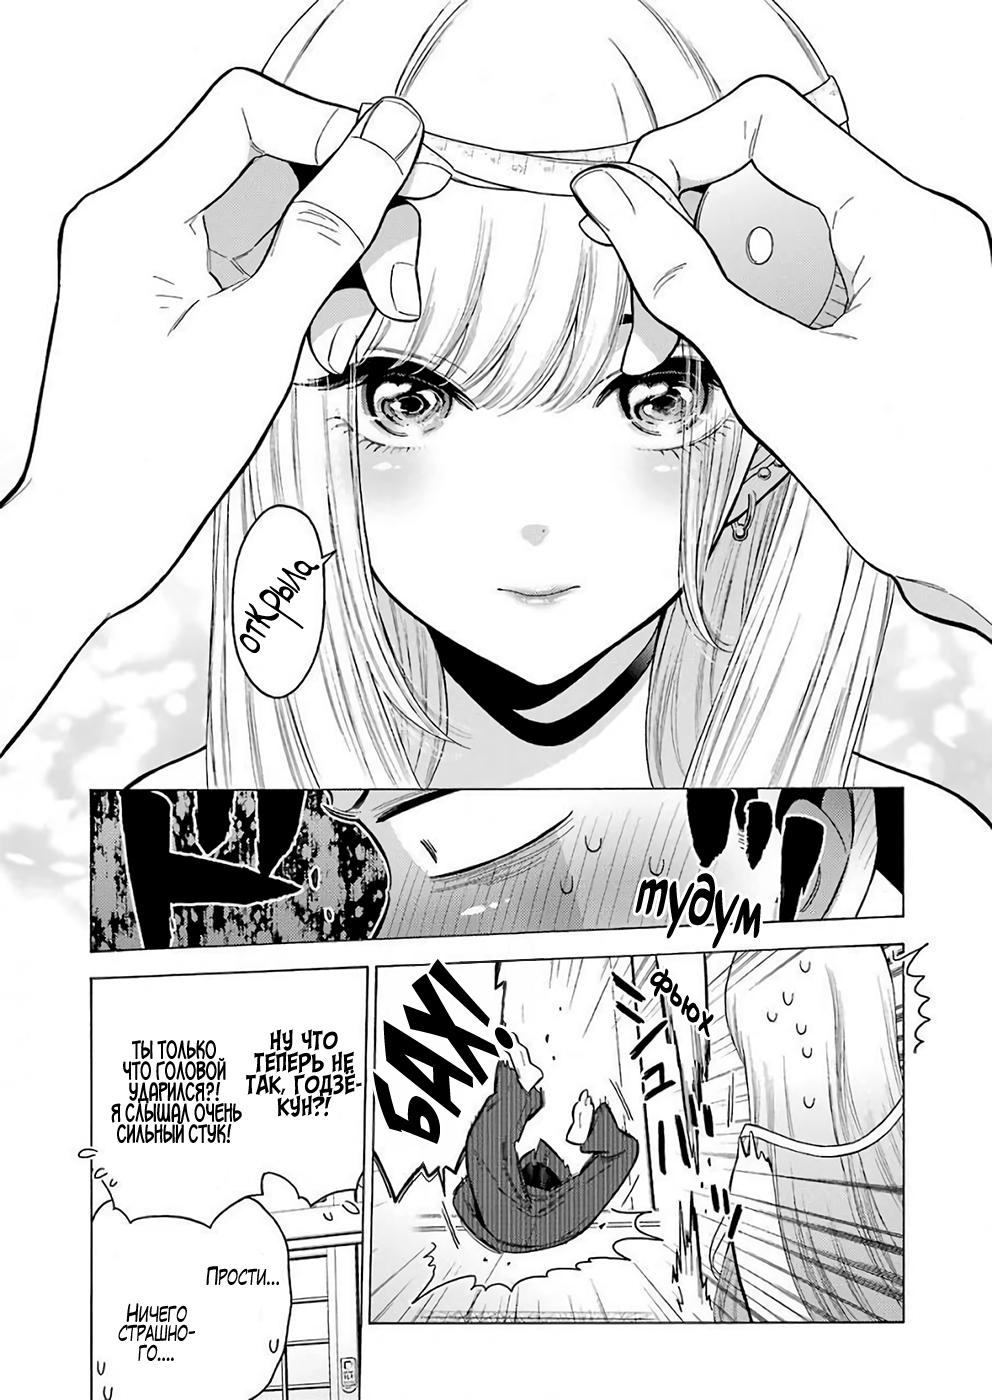 открыла
тудум
фьюх
БАХ!
НУ ЧТО
ТЕПЕРЬ НЕ
ТАК, ГОДЗЁ-
КУН?!
ТЫ ТОЛЬКО
ЧТО ГОЛОВОЙ
УДАРИЛСЯ?!
Я СЛЫШАЛ ОЧЕНЬ
СИЛЬНЫЙ СТУК!
ПРОСТИ...
НИЧЕГО
СТРАШНО-
ГО....